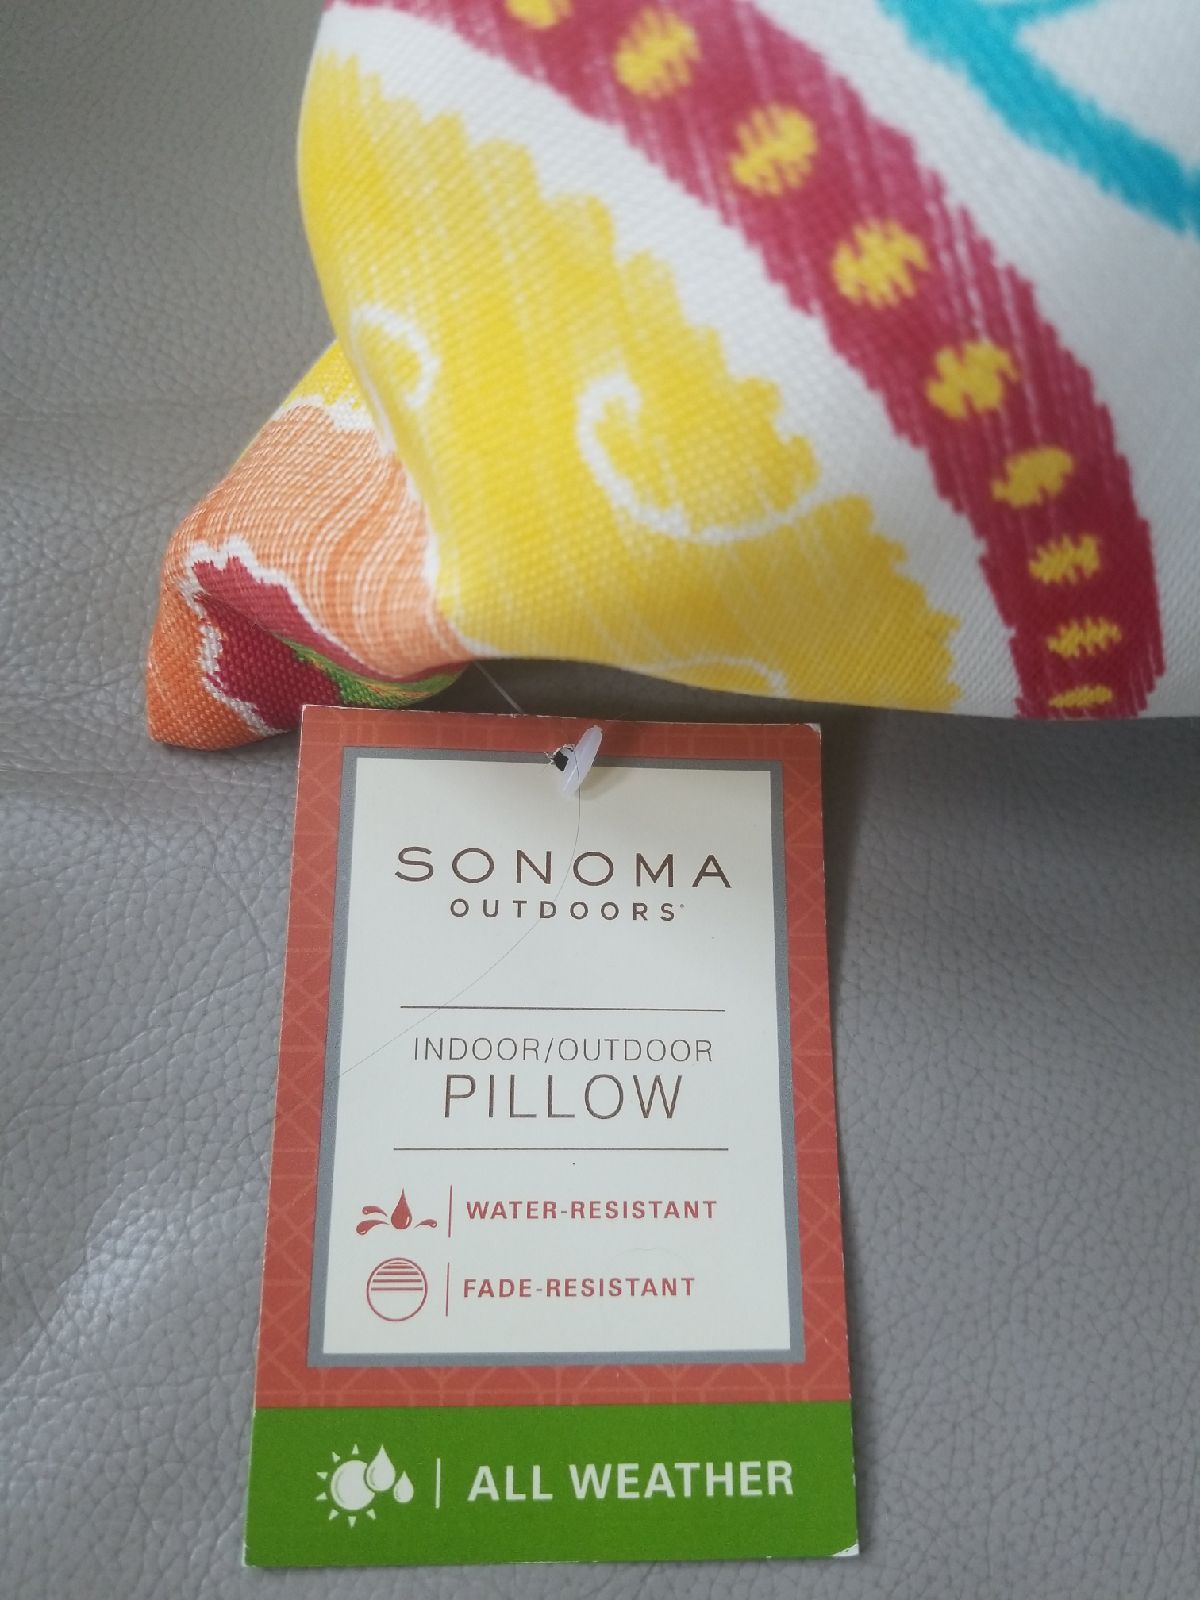 SONOMA
OUTDOORS®
INDOOR/OUTDOOR
PILLOW
WATER-RESISTANT
FADE-RESISTANT
ALL WEATHER